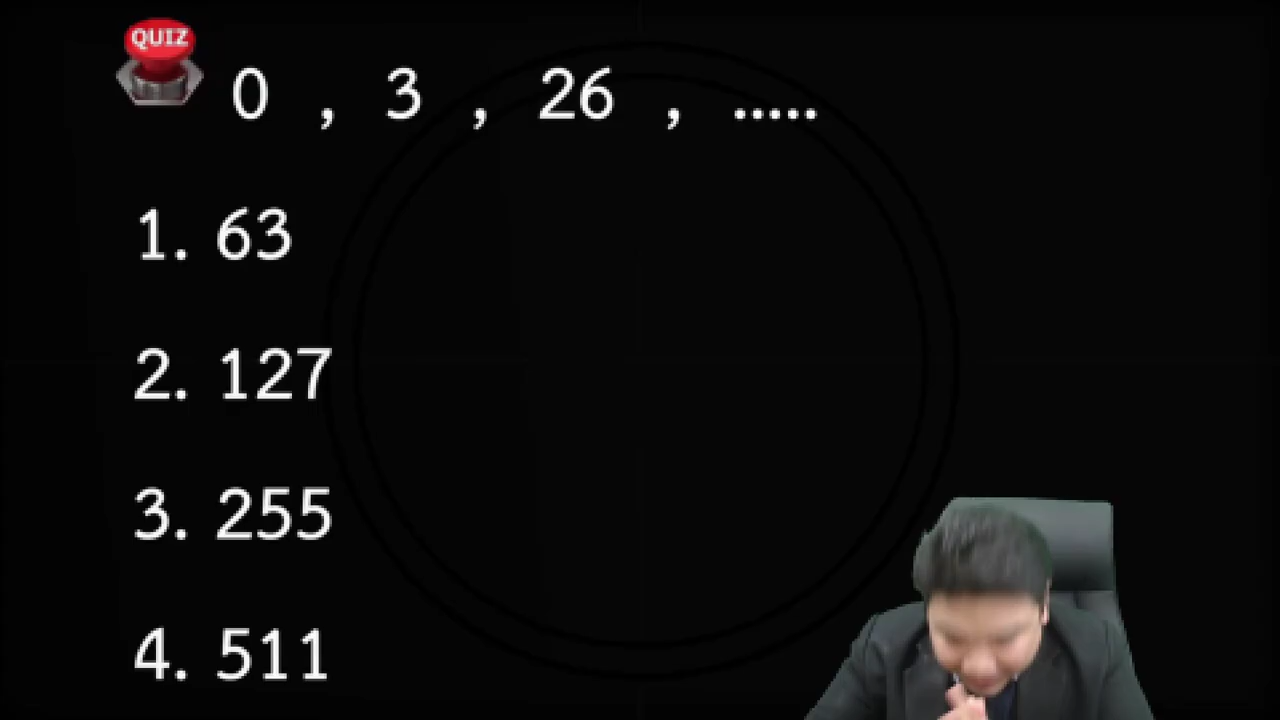 QUIZ
0 , 3 , 26 , .....
1. 63
2. 127
3. 255
4. 511